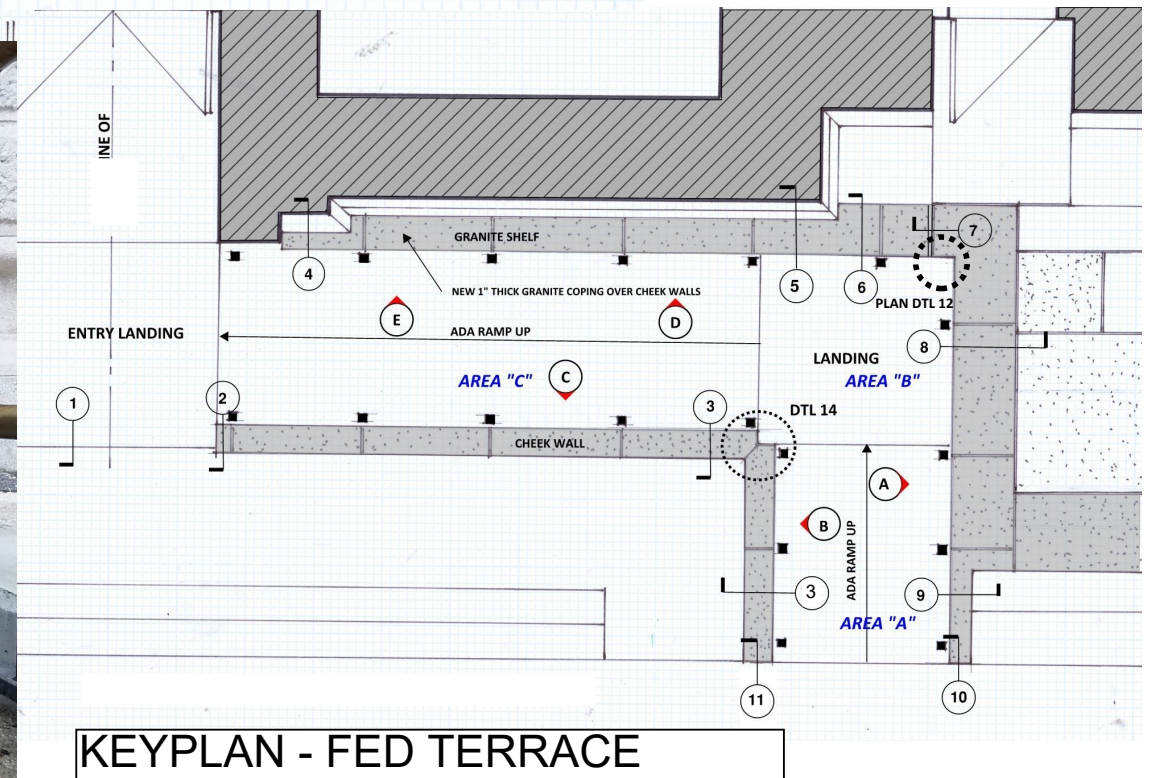 INE OF
GRANITE SHELF
7
4
NEW 1" THICK GRANITE COPING OVER CHEEK WALLS
5
6
PLAN DTL 12
E
D
ENTRY LANDING
ADA RAMP UP
8
LANDING
AREA "C"
C
AREA "B"
1
2
3
DTL 14
CHEEK WALL
A
B
ADA RAMP UP
3
9
AREA "A"
11
10
KEYPLAN - FED TERRACE